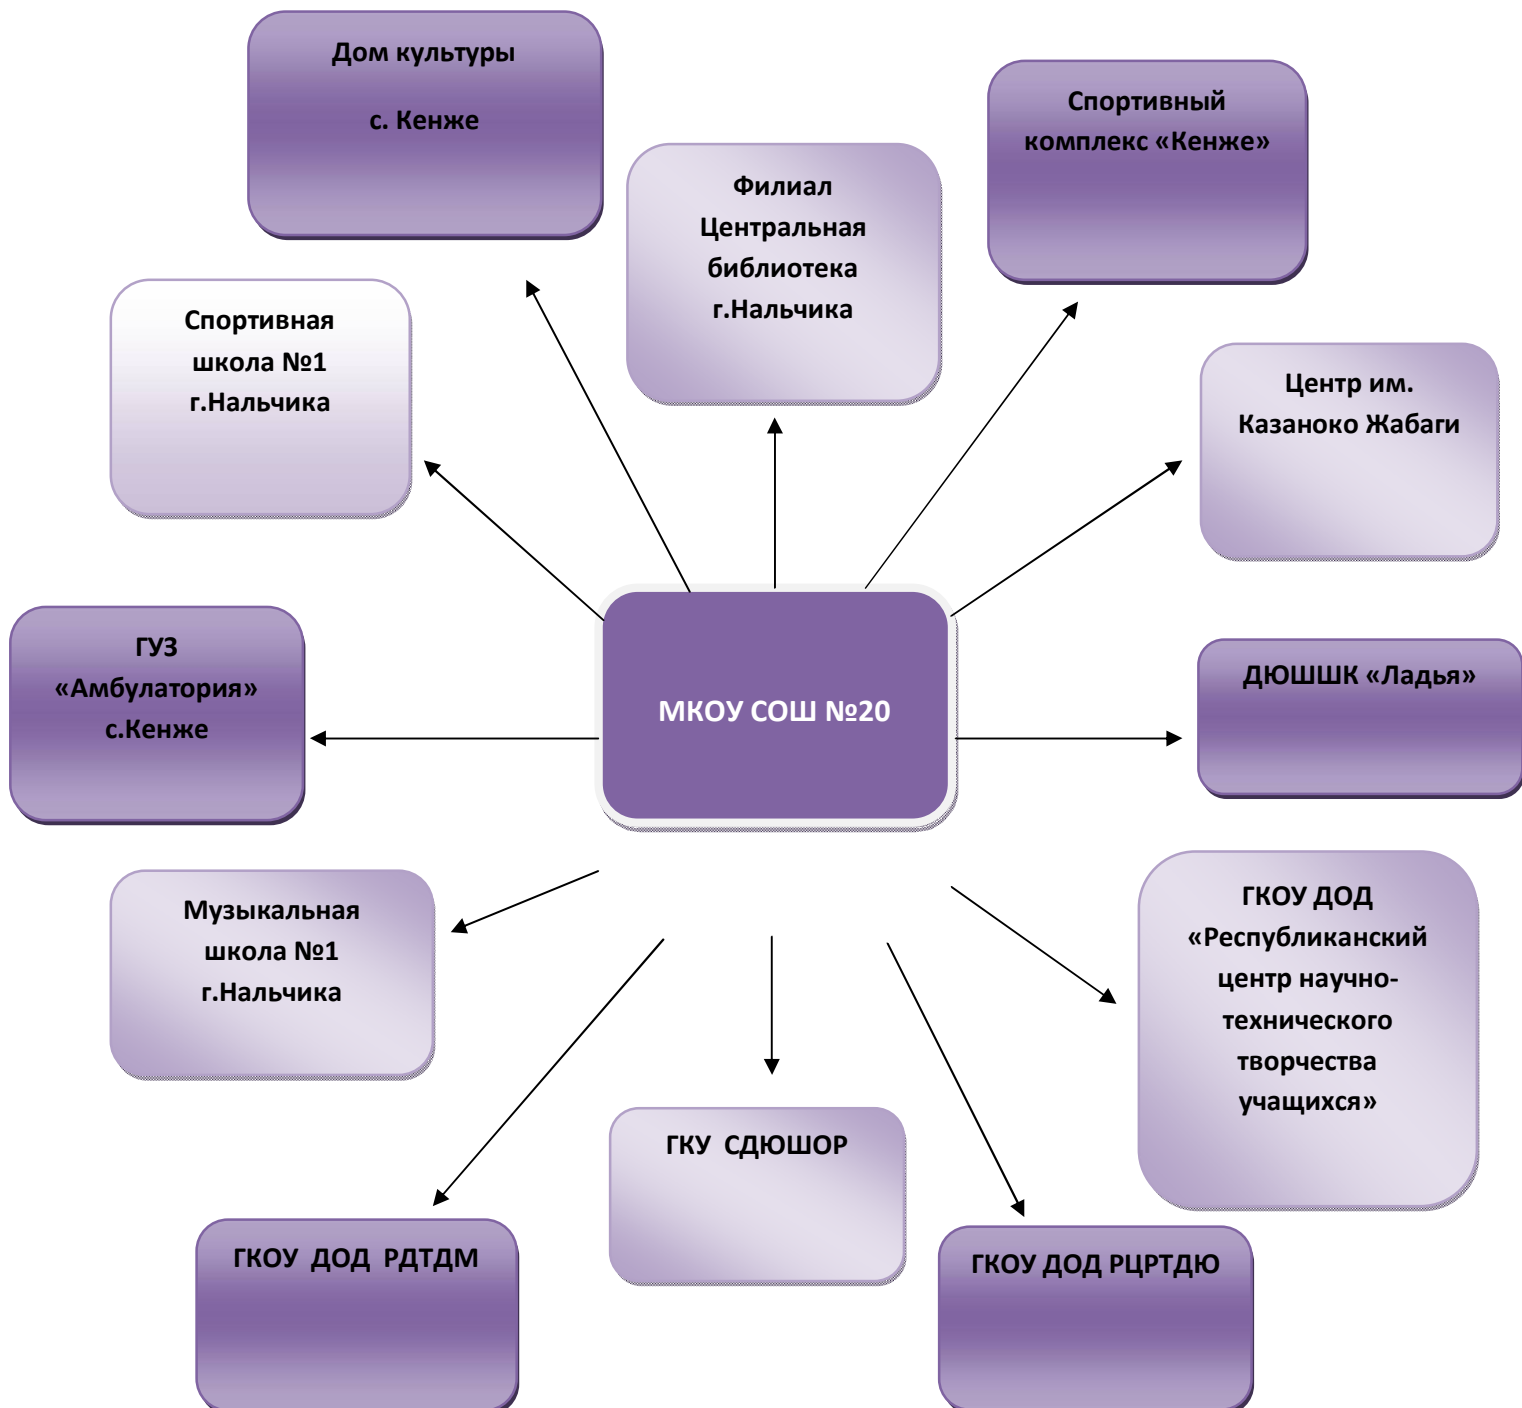 Дом культуры
с. Кенже
Спортивный
комплекс «Кенже»
Филиал
Центральная
библиотека
г.Нальчика
Спортивная
школа №1
г.Нальчика
Центр им.
Казаноко Жабаги
ГУЗ
«Амбулатория»
с.Кенже
МКОУ СОШ №20
ДЮШШК «Ладья»
Музыкальная
школа №1
г.Нальчика
ГКОУ ДОД
«Республиканский
центр научно-
технического
творчества
учащихся»
ГКУ СДЮШОР
ГКОУ ДОД РДТДМ
ГКОУ ДОД РЦРТДЮ